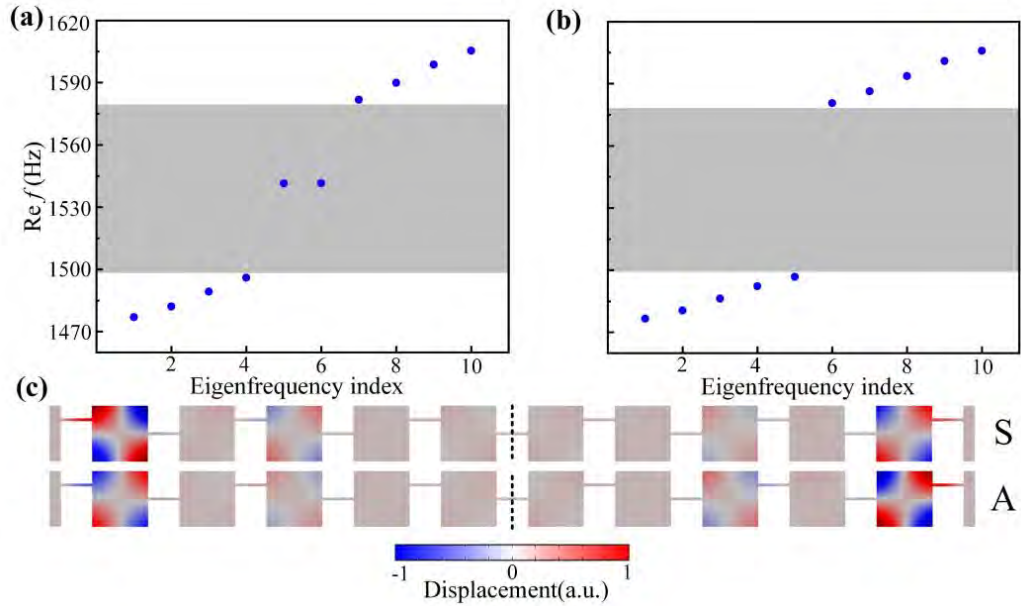 (a)
(b)
1620
1590
1560
1530
1500
1470
Re f (Hz)
2 4 6 8 10
2 4 6 8 10
Eigenfrequency index
Eigenfrequency index
(c)
S
A
-1 0 1
Displacement(a.u.)